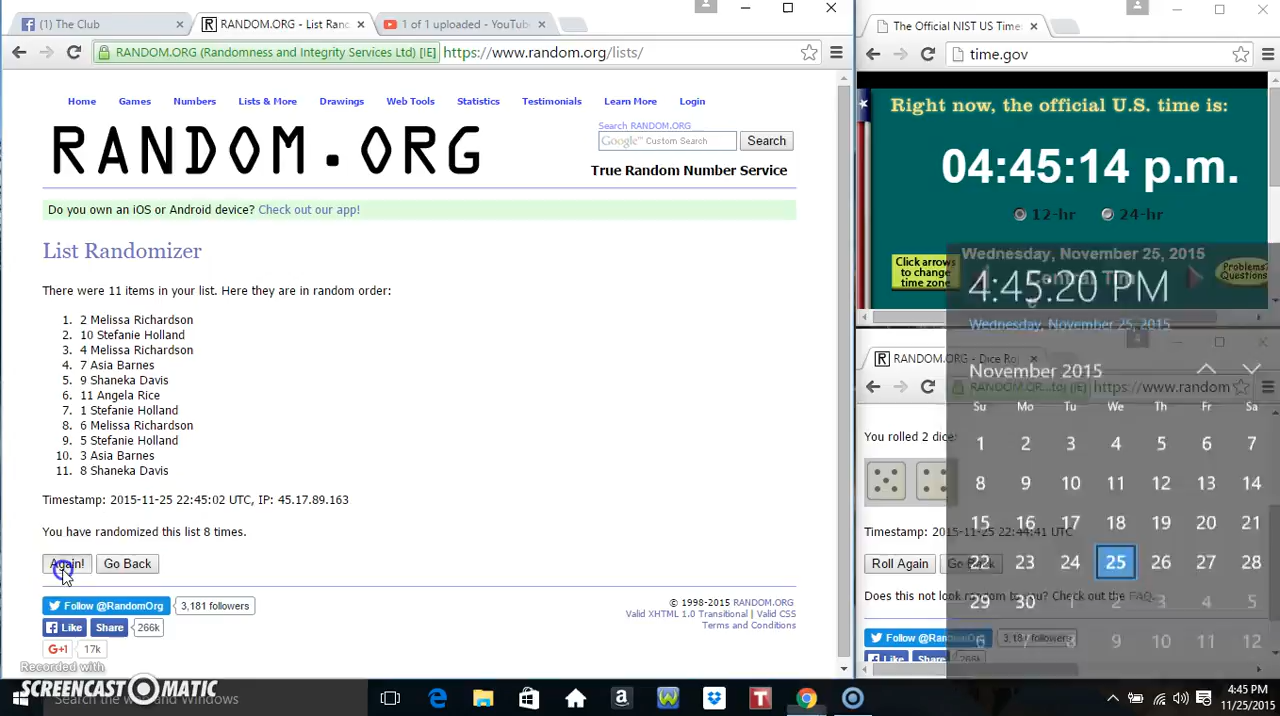 (1) The Club
RANDOM.ORG - List Ran
1 of 1 uploaded - YouTub
RANDOM.ORG (Randomness and Integrity Services Ltd) [IE]
https://www.random.org/lists/
Home Games Numbers Lists & More Drawings Web Tools Statistics Testimonials Learn More Login
RANDOM.ORG
Search RANDOM.ORG
Google™ Custom Search
Search
True Random Number Service
Do you own an iOS or Android device? Check out our app!
List Randomizer
There were 11 items in your list. Here they are in random order:
1. 2 Melissa Richardson
2. 10 Stefanie Holland
3. 4 Melissa Richardson
4. 7 Asia Barnes
5. 9 Shaneka Davis
6. 11 Angela Rice
7. 1 Stefanie Holland
8. 6 Melissa Richardson
9. 5 Stefanie Holland
10. 3 Asia Barnes
11. 8 Shaneka Davis
Timestamp: 2015-11-25 22:45:02 UTC, IP: 45.17.89.163
You have randomized this list 8 times.
Again! Go Back
Follow @RandomOrg 3,181 followers
Like Share 266k
G+1 17k
© 1998-2015 RANDOM.ORG
Valid XHTML 1.0 Transitional | Valid CSS
Terms and Conditions
Recorded with
SCREENCAST-O-MATIC
Search the web and Windows
The Official NIST US Time:
time.gov
Right now, the official U.S. time is:
04:45:14 p.m.
12-hr 24-hr
Wednesday, November 25, 2015
Click arrows
to change
time zone
Central
Problems?
Questions
4:45:20 PM
Wednesday, November 25, 2015
RANDOM.ORG - Dice Ro
https://www.random
You rolled 2 dice
Timestamp: 2015-11-25 22:44:41 UTC
Roll Again Go Back
Does this not look random to you? Check out the FAQ.
Follow @RandomOrg 3,181 followers
Like Share 266k
November 2015
Su Mo Tu We Th Fr Sa
1 2 3 4 5 6 7
8 9 10 11 12 13 14
15 16 17 18 19 20 21
22 23 24 25 26 27 28
29 30 1 2 3 4 5
6 7 8 9 10 11 12
4:45 PM
11/25/2015